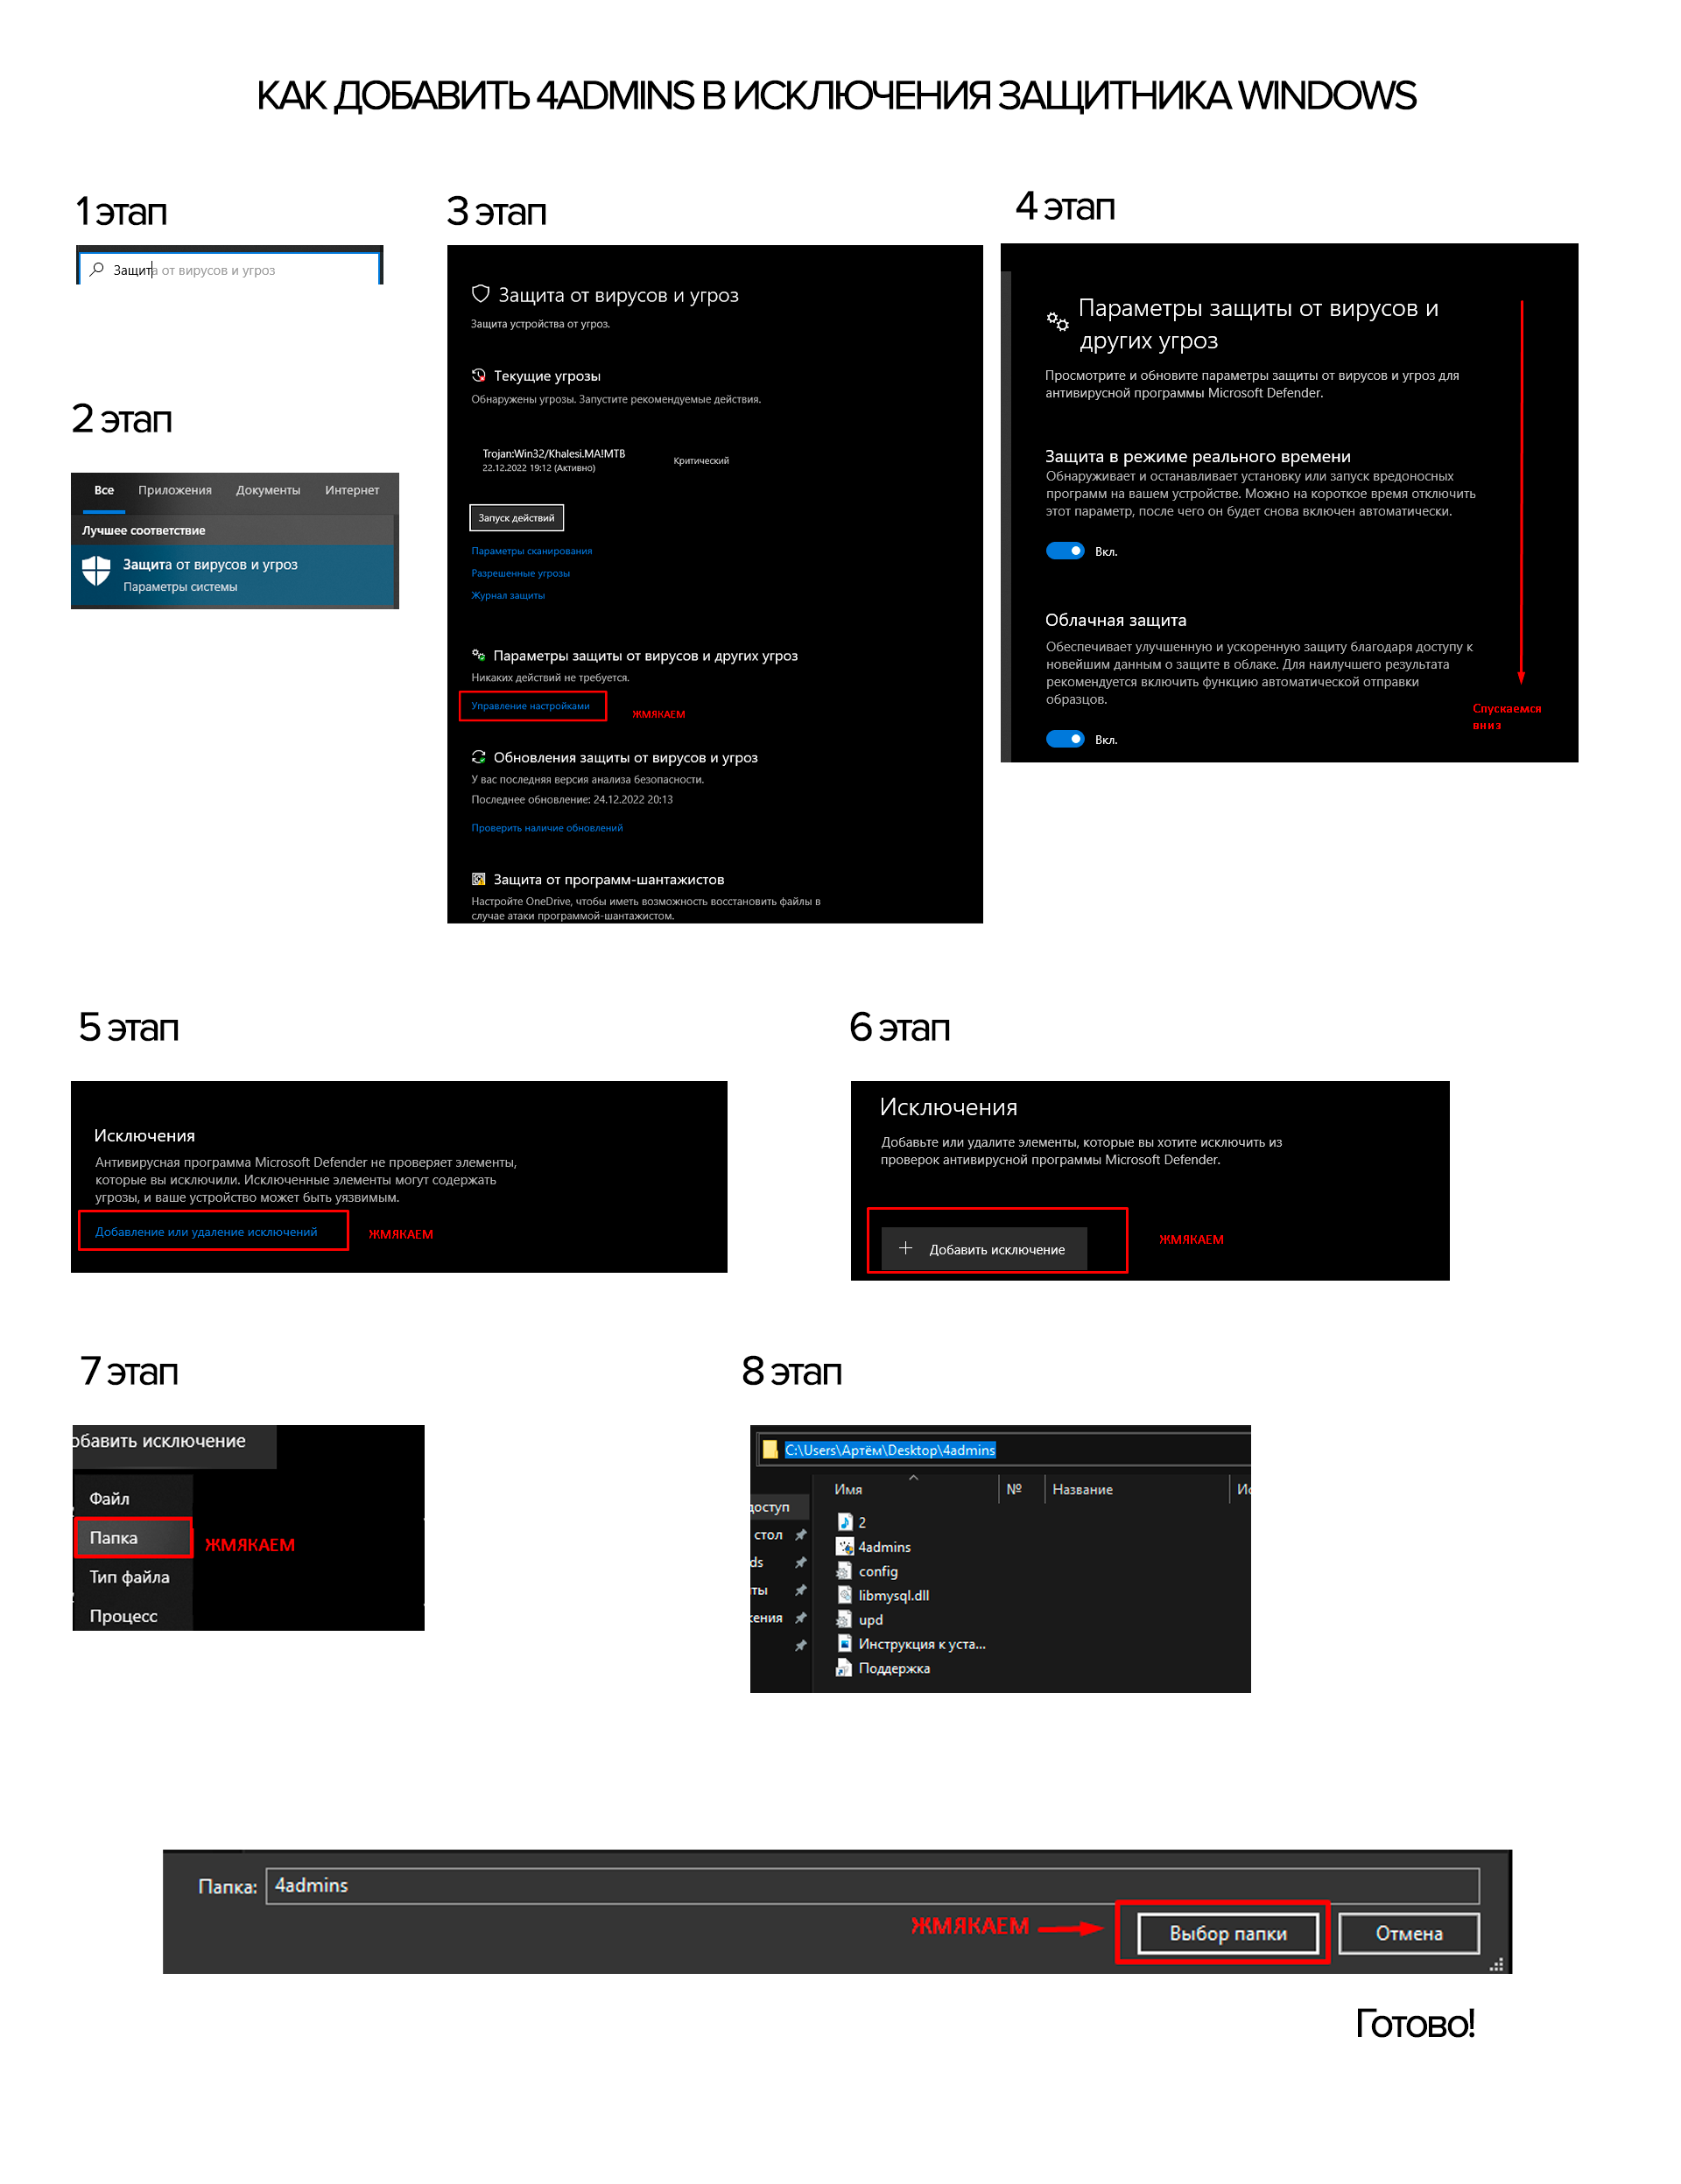 КАК ДОБАВИТЬ 4ADMINS В ИСКЛЮЧЕНИЯ ЗАЩИТНИКА WINDOWS
1 этап
Защита от вирусов и угроз
2 этап
Все Приложения Документы Интернет
Лучшее соответствие
Защита от вирусов и угроз
Параметры системы
3 этап
Защита от вирусов и угроз
Защита устройства от угроз.
Текущие угрозы
Обнаружены угрозы. Запустите рекомендуемые действия.
Trojan:Win32/Khalesi.MA!MTB
22.12.2022 19:12 (Активно)
Критический
Запуск действий
Параметры сканирования
Разрешенные угрозы
Журнал защиты
Параметры защиты от вирусов и других угроз
Никаких действий не требуется.
Управление настройками
ЖМЯКАЕМ
Обновления защиты от вирусов и угроз
У вас последняя версия анализа безопасности.
Последнее обновление: 24.12.2022 20:13
Проверить наличие обновлений
Защита от программ-шантажистов
Настройте OneDrive, чтобы иметь возможность восстановить файлы в
случае атаки программой-шантажистом.
4 этап
Параметры защиты от вирусов и
других угроз
Просмотрите и обновите параметры защиты от вирусов и угроз для
антивирусной программы Microsoft Defender.
Защита в режиме реального времени
Обнаруживает и останавливает установку или запуск вредоносных
программ на вашем устройстве. Можно на короткое время отключить
этот параметр, после чего он будет снова включен автоматически.
Вкл.
Облачная защита
Обеспечивает улучшенную и ускоренную защиту благодаря доступу к
новейшим данным о защите в облаке. Для наилучшего результата
рекомендуется включить функцию автоматической отправки
образцов.
Вкл.
Спускаемся
вниз
5 этап
Исключения
Антивирусная программа Microsoft Defender не проверяет элементы,
которые вы исключили. Исключенные элементы могут содержать
угрозы, и ваше устройство может быть уязвимым.
Добавление или удаление исключений
ЖМЯКАЕМ
6 этап
Исключения
Добавьте или удалите элементы, которые вы хотите исключить из
проверок антивирусной программы Microsoft Defender.
+ Добавить исключение
ЖМЯКАЕМ
7 этап
обавить исключение
Файл
Папка
ЖМЯКАЕМ
Тип файла
Процесс
8 этап
C:\Users\Артём\Desktop\4admins
Имя № Название Ис
доступ
стол
ds
ты
жения
2
4admins
config
libmysql.dll
upd
Инструкция к уста...
Поддержка
Папка: 4admins
ЖМЯКАЕМ
Выбор папки
Отмена
Готово!